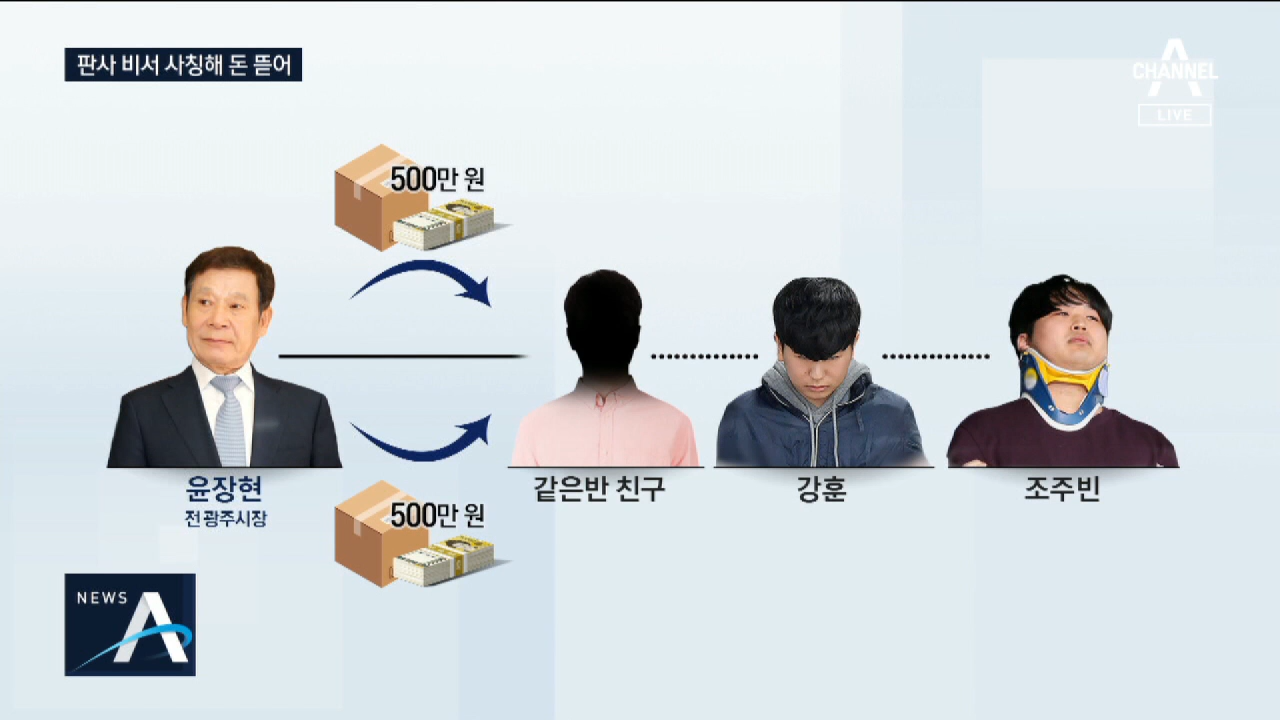 판사 비서 사칭해 돈 뜯어
CHANNEL A
LIVE
500만 원
윤장현
전 광주시장
같은반 친구
강훈
조주빈
500만 원
NEWS A